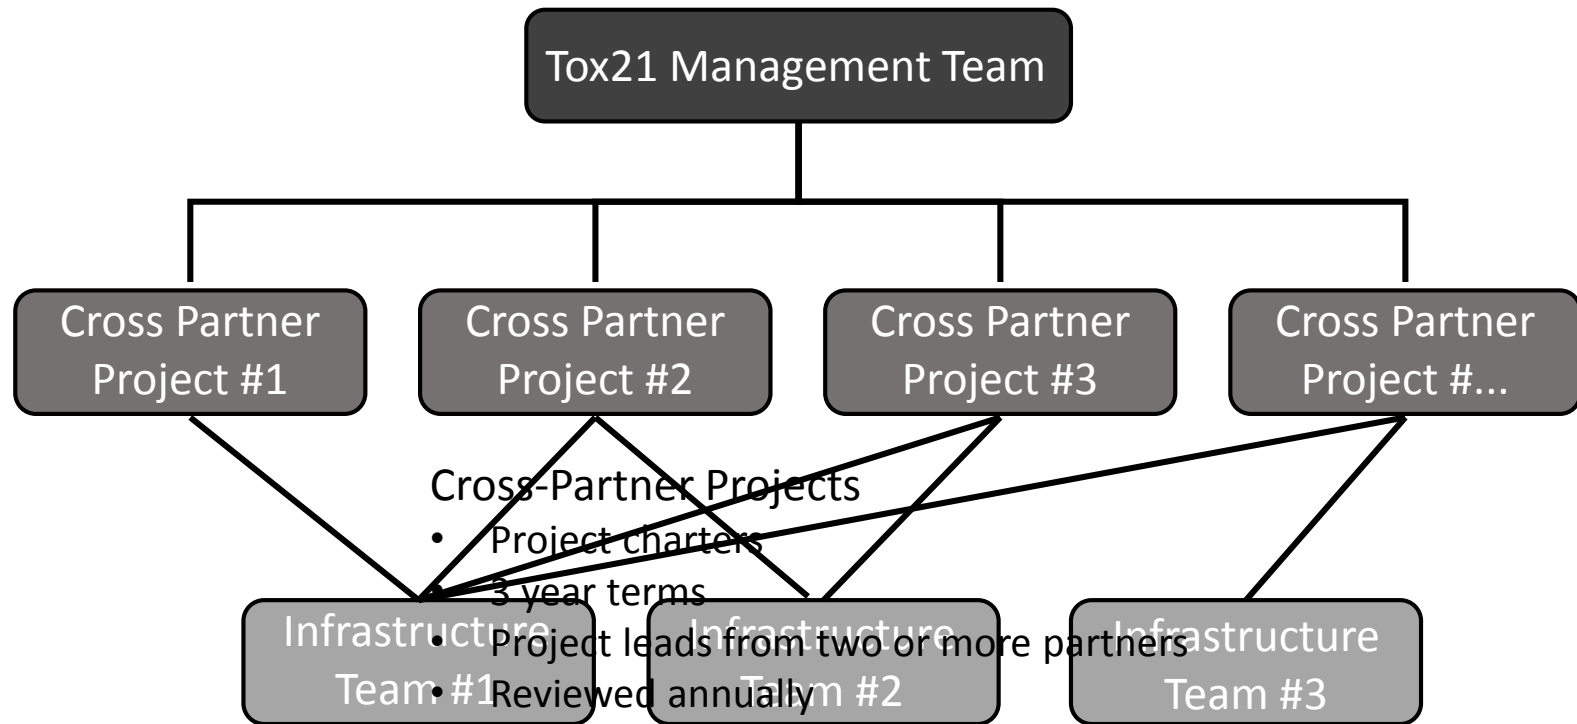 Tox21 Management Team
Cross Partner
Project #1
Cross Partner
Project #2
Cross Partner
Project #3
Cross Partner
Project #...
Cross-Partner Projects
• Project charters
• 3 year terms
• Project leads from two or more partners
• Reviewed annually
Infrastructure
Team #1
Infrastructure
Team #2
Infrastructure
Team #3